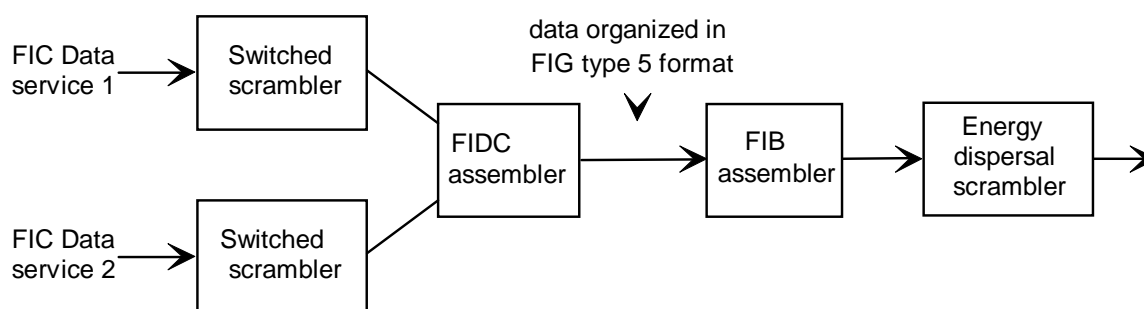 FIC Data
service 1
Switched
scrambler
data organized in
FIG type 5 format
FIDC
assembler
FIB
assembler
Energy
dispersal
scrambler
FIC Data
service 2
Switched
scrambler